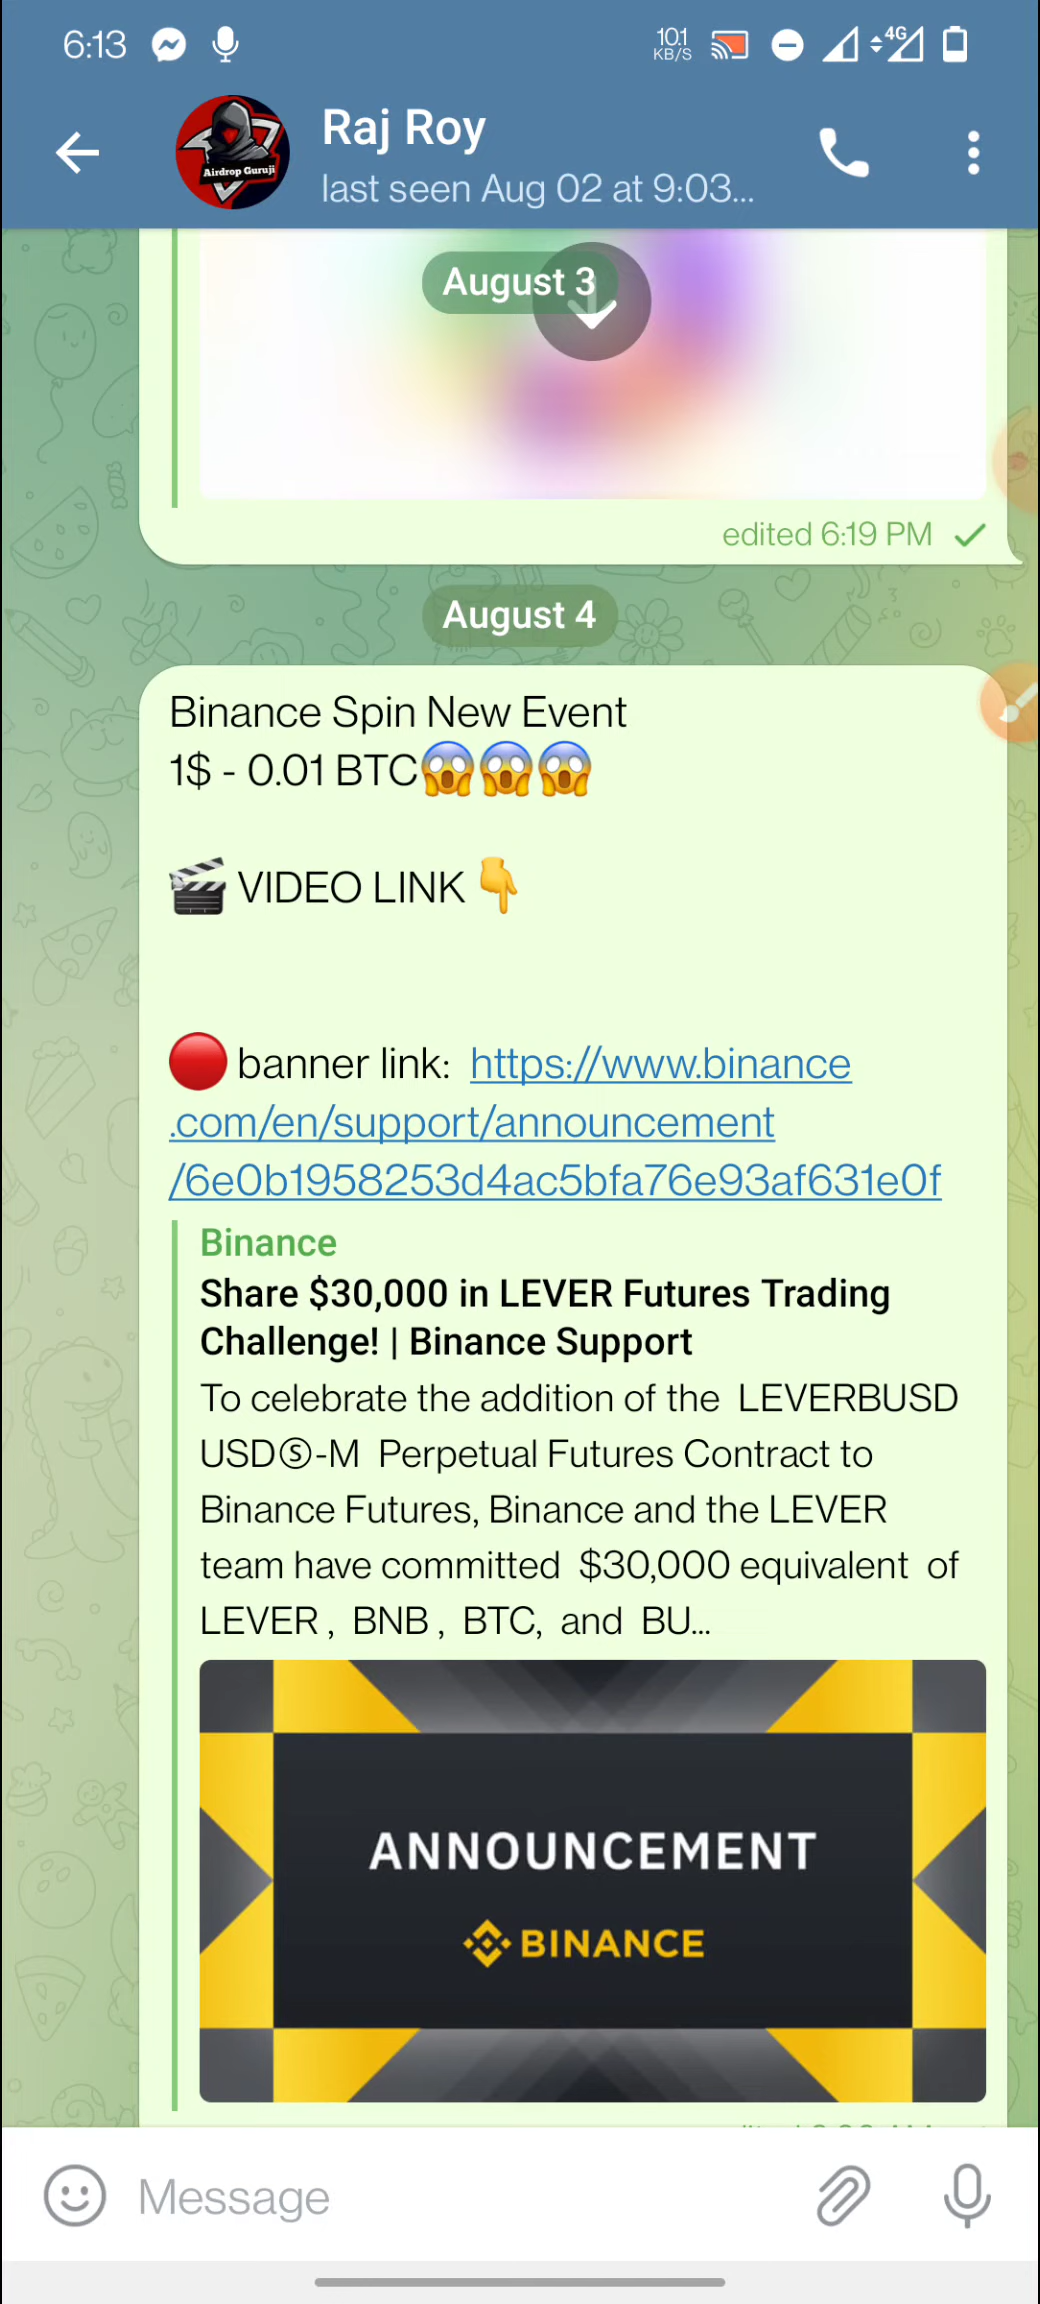 6:13
10.1
KB/S
4G
Airdrop Guruji
Raj Roy
last seen Aug 02 at 9:03...
August 3
edited 6:19 PM
August 4
Binance Spin New Event
1$ - 0.01 BTC😱😱😱
🎬 VIDEO LINK 👇
🔴 banner link: https://www.binance
.com/en/support/announcement
/6e0b1958253d4ac5bfa76e93af631e0f
Binance
Share $30,000 in LEVER Futures Trading
Challenge! | Binance Support
To celebrate the addition of the LEVERBUSD
USDⓈ-M Perpetual Futures Contract to
Binance Futures, Binance and the LEVER
team have committed $30,000 equivalent of
LEVER , BNB , BTC, and BU...
ANNOUNCEMENT
BINANCE
Message